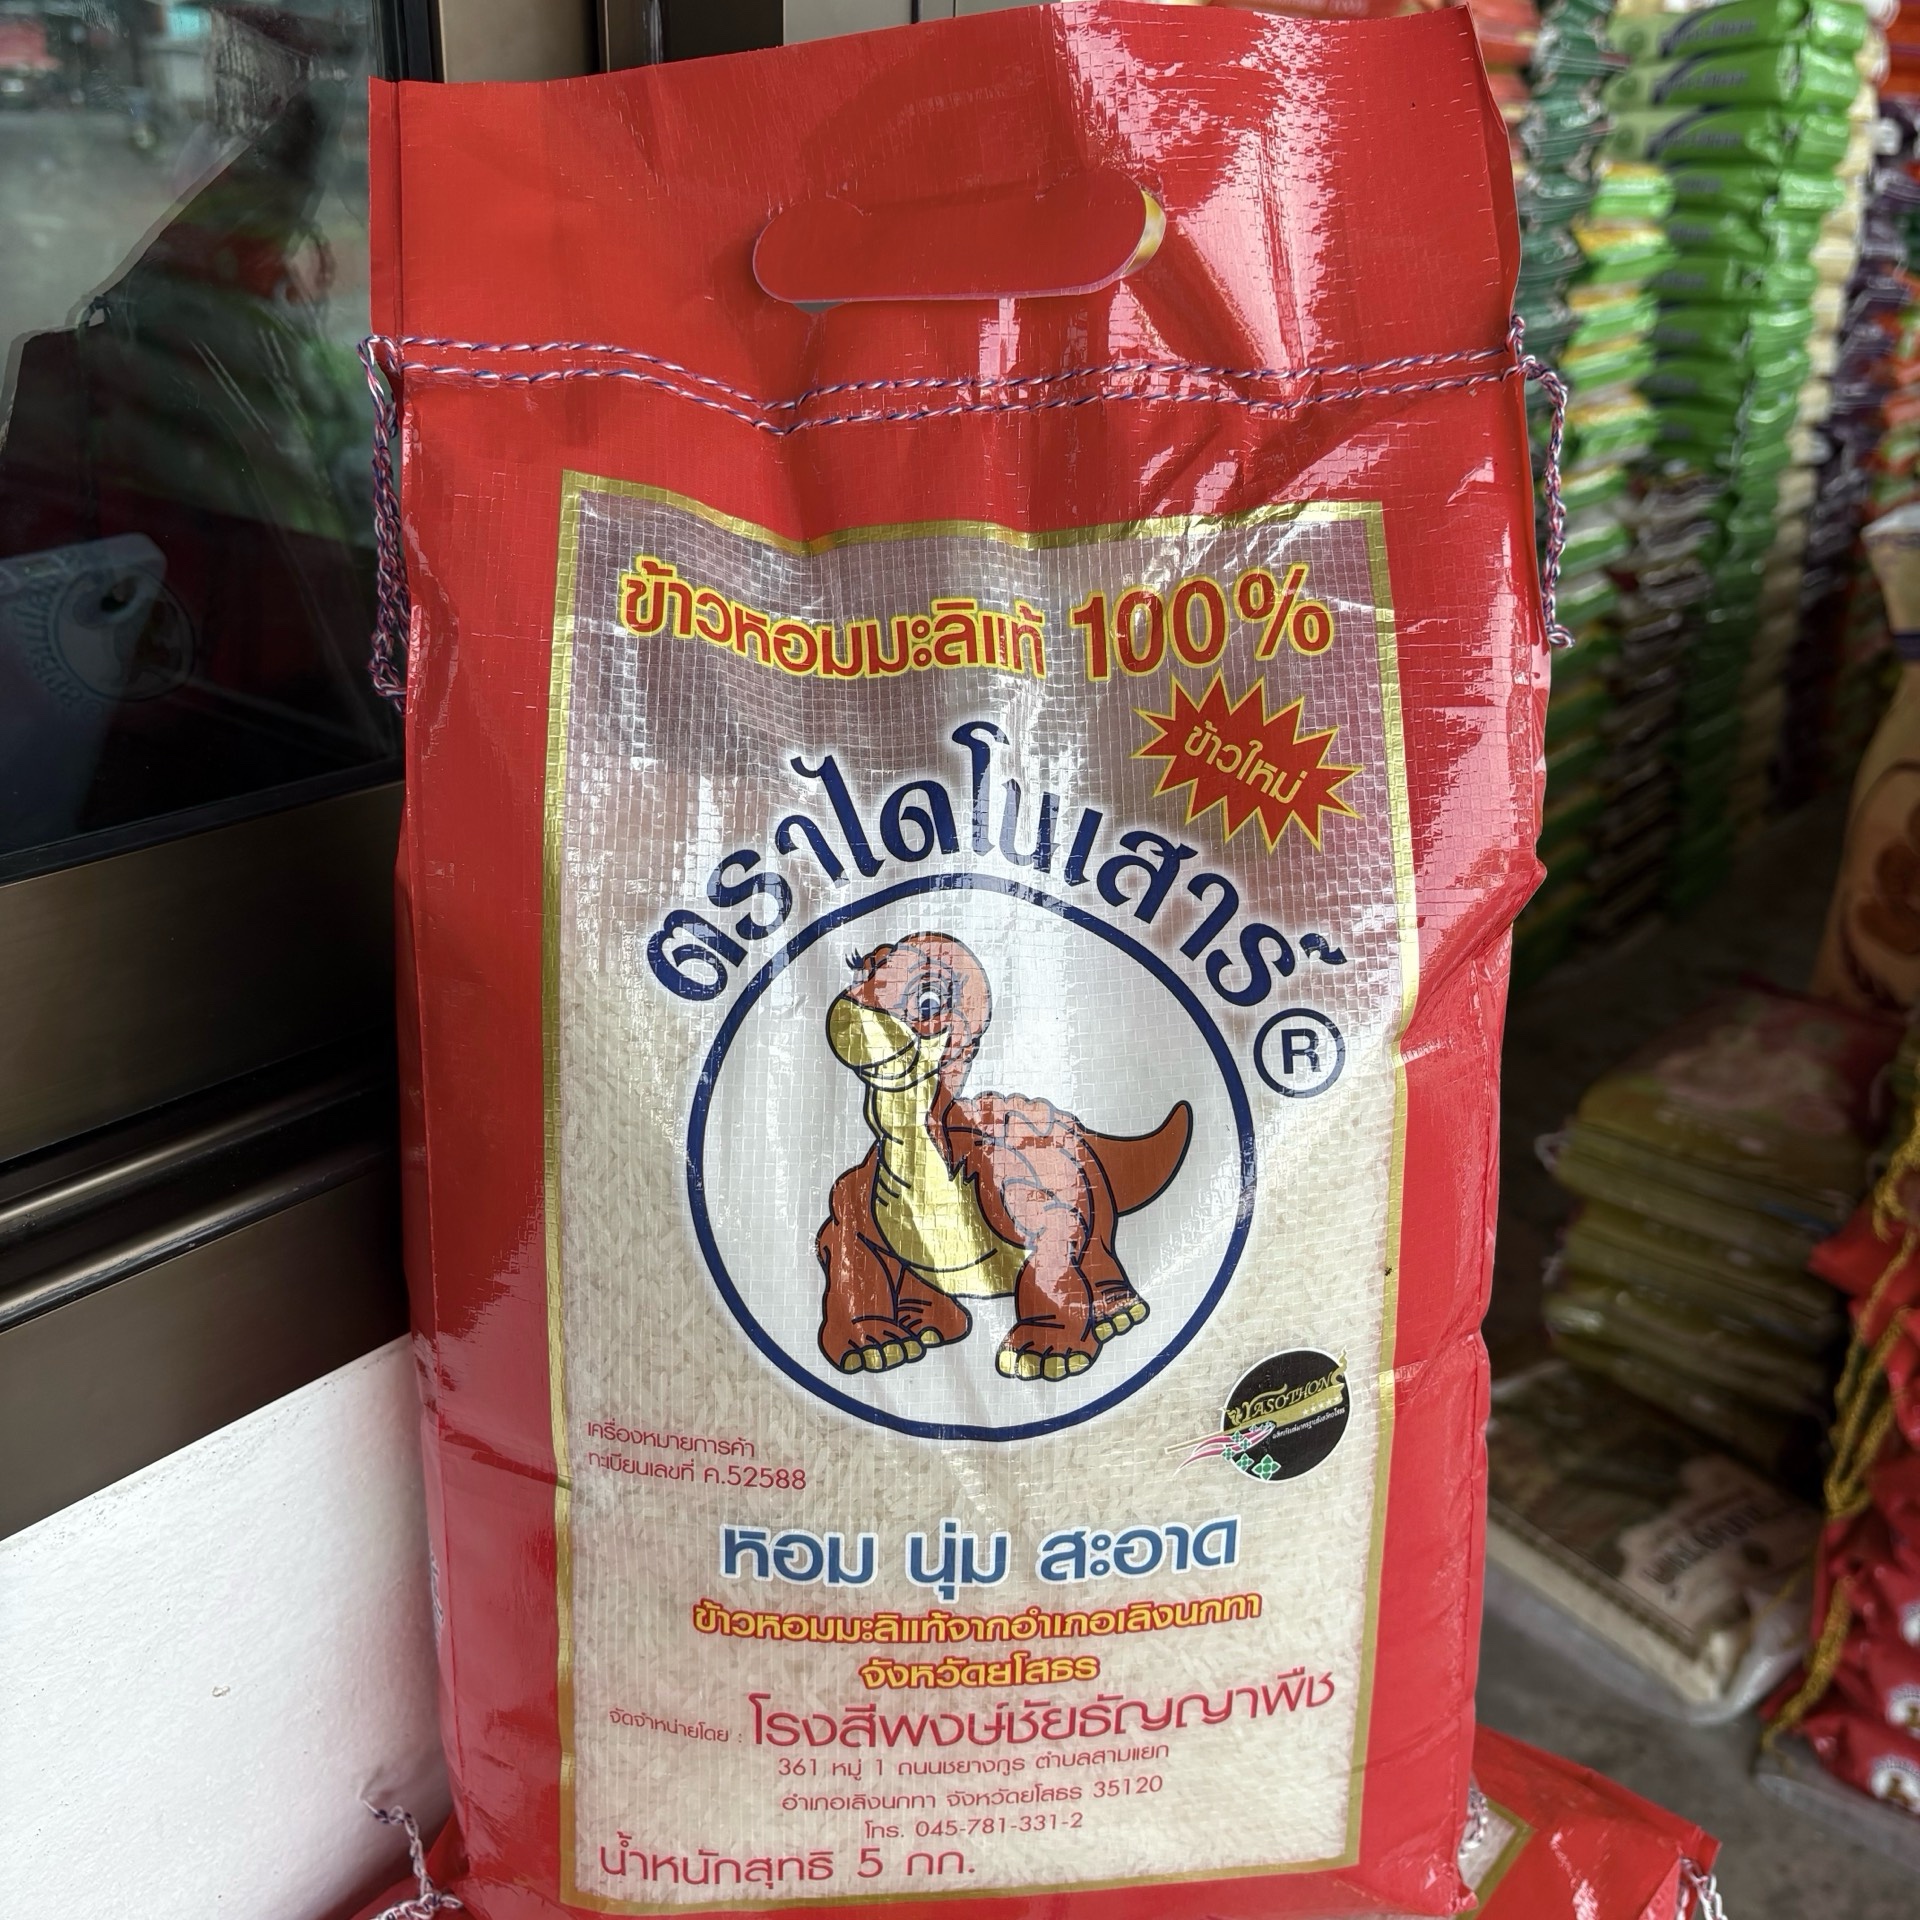 ข้าวหอมมะลิแท้ 100%
ข้าวใหม่
ตราไดโนเสาร์ ®
YASOTHON
เครื่องหมายการค้า
ทะเบียนเลขที่ ค.52588
หอม นุ่ม สะอาด
ข้าวหอมมะลิแท้จากอำเภอเลิงนกทา
จังหวัดยโสธร
จัดจำหน่ายโดย : โรงสีพงษ์ชัยธัญญาพืช
361 หมู่ 1 ถนนชยางกูร ตำบลสามแยก
อำเภอเลิงนกทา จังหวัดยโสธร 35120
โทร. 045-781-331-2
น้ำหนักสุทธิ 5 กก.